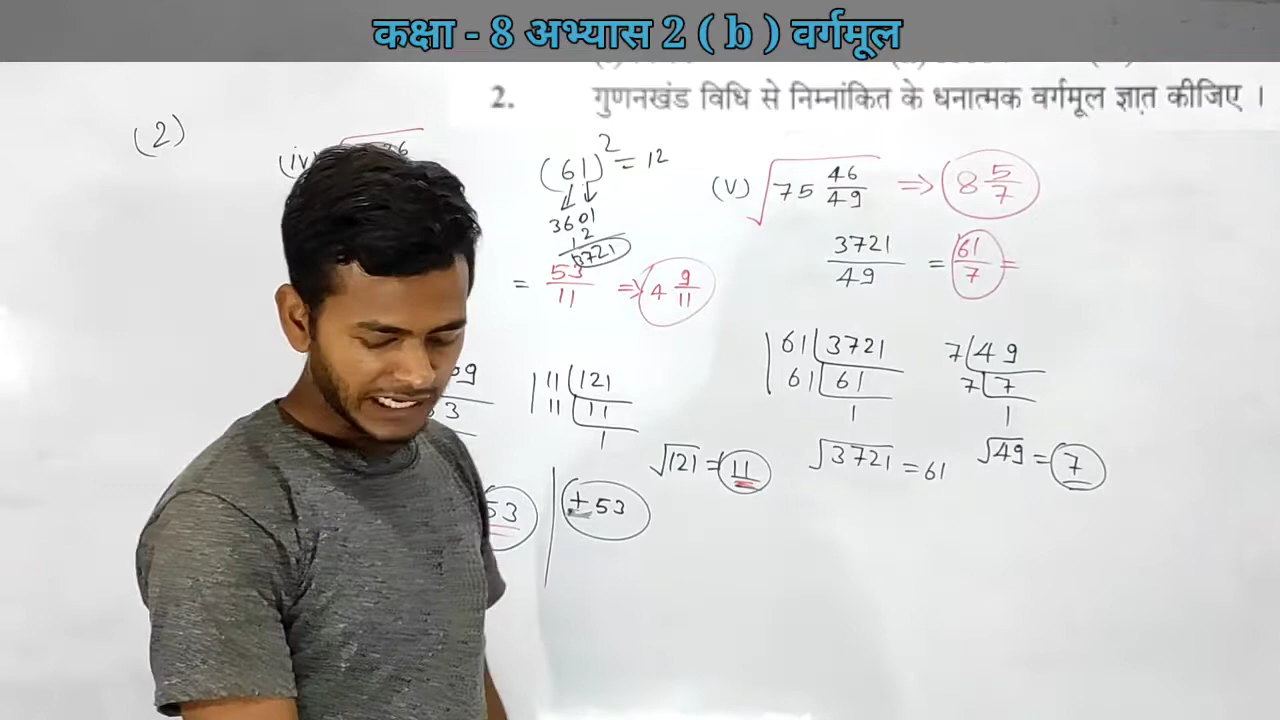 कक्षा - 8 अभ्यास 2 ( b ) वर्गमूल
2. गुणनखंड विधि से निम्नांकित के धनात्मक वर्गमूल ज्ञात कीजिए ।
(2)
(iv)
(61)² = 12
3601
12
3721
= 53/11 ⇒ 4 9/11
11 | 121
11 | 11
1
√121 = 11
53
± 53
(V) √75 46/49 ⇒ 8 5/7
3721/49 = 61/7 =
61 | 3721
61 | 61
1
7 | 49
7 | 7
1
√3721 = 61
√49 = 7